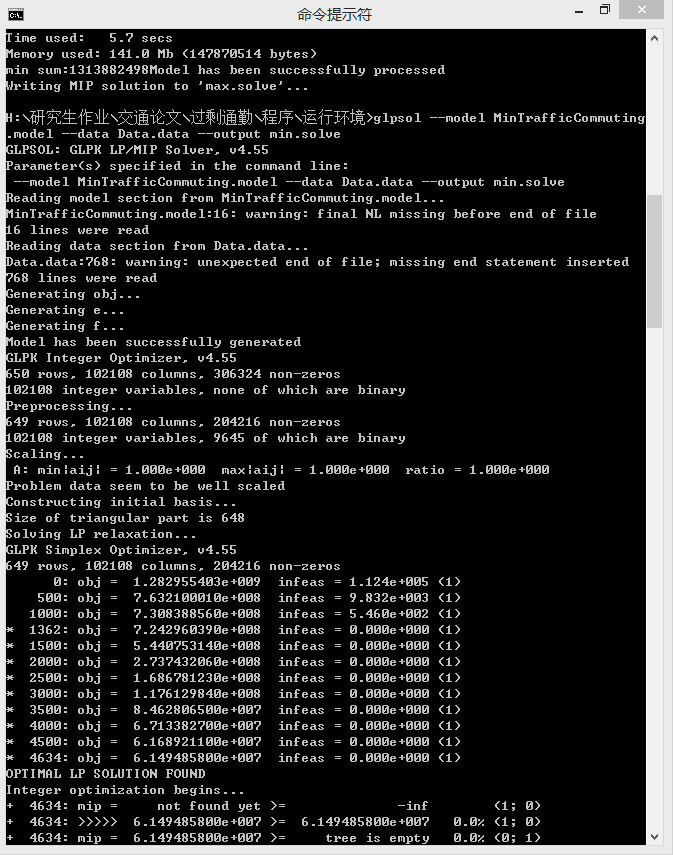 命令提示符
Time used:   5.7 secs
Memory used: 141.0 Mb (147870514 bytes)
min sum:1313882498Model has been successfully processed
Writing MIP solution to 'max.solve'...
H:\研究生作业\交通论文\过剩通勤\程序\运行环境>glpsol --model MinTrafficCommuting
.model --data Data.data --output min.solve
GLPSOL: GLPK LP/MIP Solver, v4.55
Parameter(s) specified in the command line:
 --model MinTrafficCommuting.model --data Data.data --output min.solve
Reading model section from MinTrafficCommuting.model...
MinTrafficCommuting.model:16: warning: final NL missing before end of file
16 lines were read
Reading data section from Data.data...
Data.data:768: warning: unexpected end of file; missing end statement inserted
768 lines were read
Generating obj...
Generating e...
Generating f...
Model has been successfully generated
GLPK Integer Optimizer, v4.55
650 rows, 102108 columns, 306324 non-zeros
102108 integer variables, none of which are binary
Preprocessing...
649 rows, 102108 columns, 204216 non-zeros
102108 integer variables, 9645 of which are binary
Scaling...
 A: min|aij| = 1.000e+000  max|aij| = 1.000e+000  ratio = 1.000e+000
Problem data seem to be well scaled
Constructing initial basis...
Size of triangular part is 648
Solving LP relaxation...
GLPK Simplex Optimizer, v4.55
649 rows, 102108 columns, 204216 non-zeros
      0: obj =  1.282955403e+009  infeas = 1.124e+005 (1)
    500: obj =  7.632100010e+008  infeas = 9.832e+003 (1)
   1000: obj =  7.308388560e+008  infeas = 5.460e+002 (1)
*  1362: obj =  7.242960390e+008  infeas = 0.000e+000 (1)
*  1500: obj =  5.440753140e+008  infeas = 0.000e+000 (1)
*  2000: obj =  2.737432060e+008  infeas = 0.000e+000 (1)
*  2500: obj =  1.686781230e+008  infeas = 0.000e+000 (1)
*  3000: obj =  1.176129840e+008  infeas = 0.000e+000 (1)
*  3500: obj =  8.462806500e+007  infeas = 0.000e+000 (1)
*  4000: obj =  6.713382700e+007  infeas = 0.000e+000 (1)
*  4500: obj =  6.168921100e+007  infeas = 0.000e+000 (1)
*  4634: obj =  6.149485800e+007  infeas = 0.000e+000 (1)
OPTIMAL LP SOLUTION FOUND
Integer optimization begins...
+  4634: mip =     not found yet >=              -inf        (1; 0)
+  4634: >>>>>  6.149485800e+007 >=  6.149485800e+007   0.0% (1; 0)
+  4634: mip =  6.149485800e+007 >=     tree is empty   0.0% (0; 1)